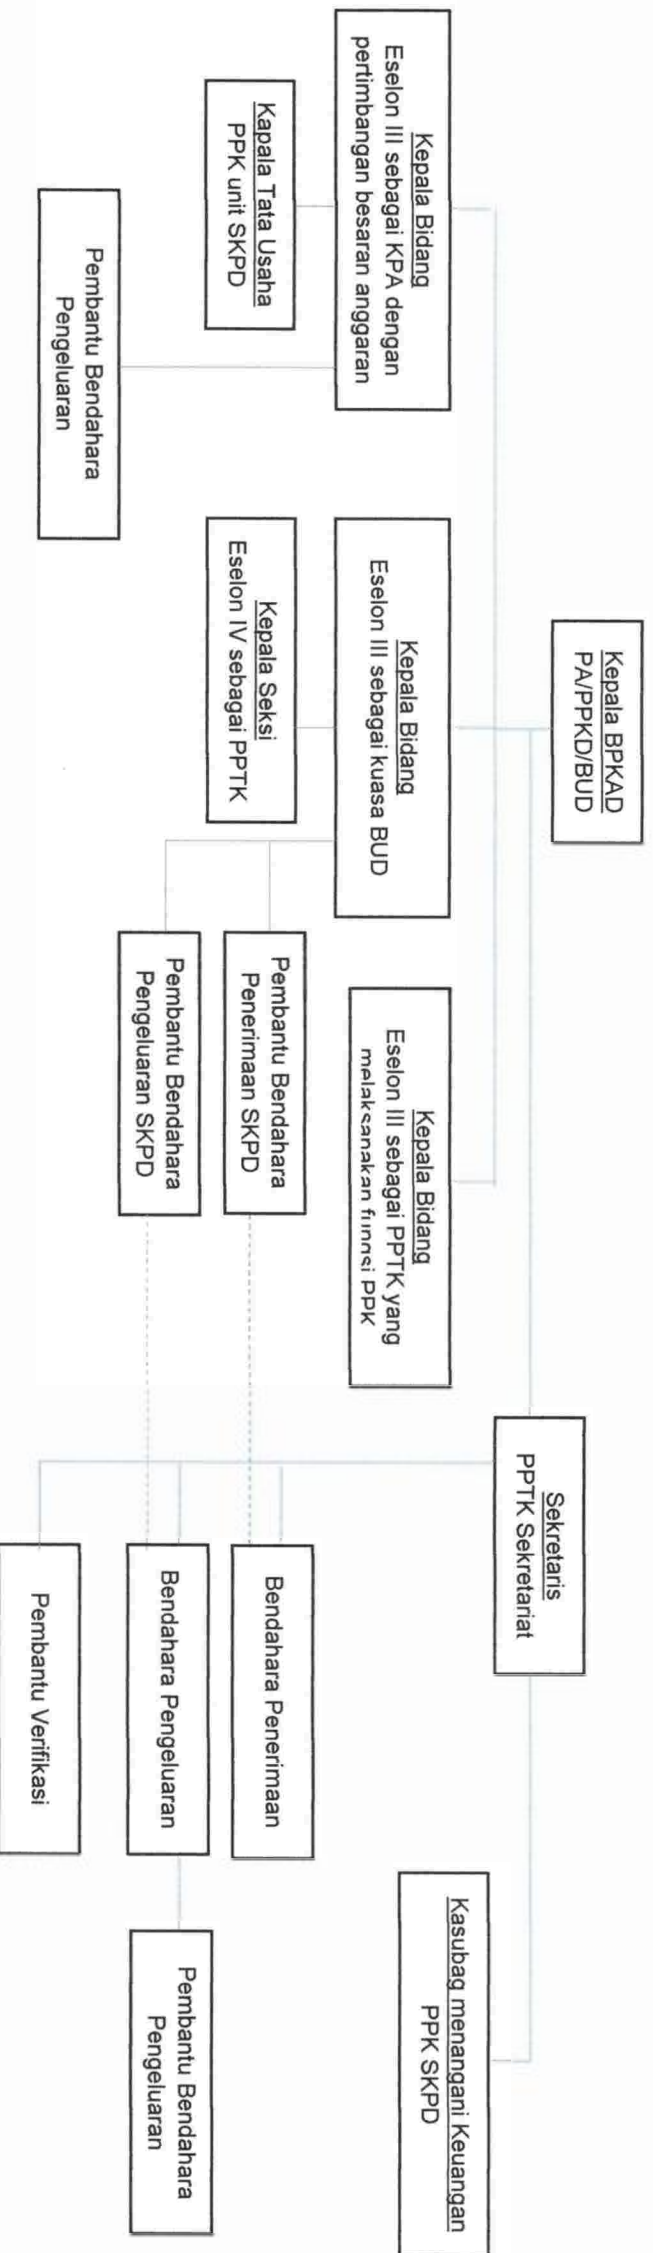 Kepala BPKAD
PA/PPKD/BUD
Sekretaris
PPTK Sekretariat
Kasubag menangani Keuangan
PPK SKPD
Kepala Bidang
Eselon III sebagai KPA dengan
pertimbangan besaran anggaran
Kepala Bidang
Eselon III sebagai kuasa BUD
Kepala Bidang
Eselon III sebagai PPTK yang
melaksanakan fungsi PPK
Kapala Tata Usaha
PPK unit SKPD
Kepala Seksi
Eselon IV sebagai PPTK
Pembantu Bendahara
Penerimaan SKPD
Bendahara Penerimaan
Pembantu Bendahara
Pengeluaran SKPD
Bendahara Pengeluaran
Pembantu Bendahara
Pengeluaran
Pembantu Bendahara
Pengeluaran
Pembantu Verifikasi